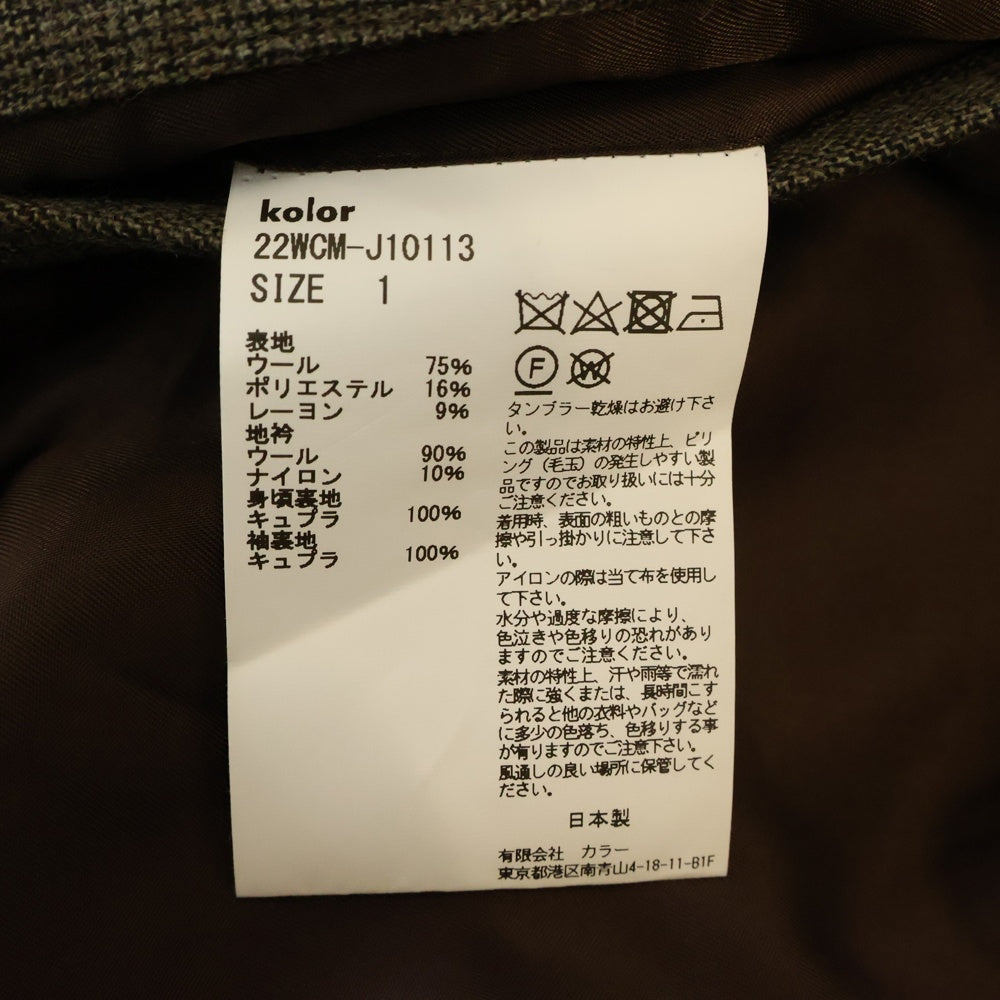 kolor
22WCM-J10113
SIZE 1
表地
ウール 75%
ポリエステル 16%
レーヨン 9%
地衿
ウール 90%
ナイロン 10%
身頃裏地
キュプラ 100%
袖裏地
キュプラ 100%
F W
タンブラー乾燥はお避け下さ
い。
この製品は素材の特性上、ピリ
ング（毛玉）の発生しやすい製
品ですのでお取り扱いには十分
ご注意ください。
着用時、表面の粗いものとの摩
擦や引っ掛かりに注意して下さ
い。
アイロンの際は当て布を使用し
て下さい。
水分や過度な摩擦により、
色泣きや色移りの恐れがあり
ますのでご注意ください。
素材の特性上、汗や雨等で濡れ
た際に強くまたは、長時間こす
られると他の衣料やバッグなど
に多少の色落ち、色移りする事
が有りますのでご注意下さい。
風通しの良い場所に保管してく
ださい。
日本製
有限会社 カラー
東京都港区南青山4-18-11-B1F